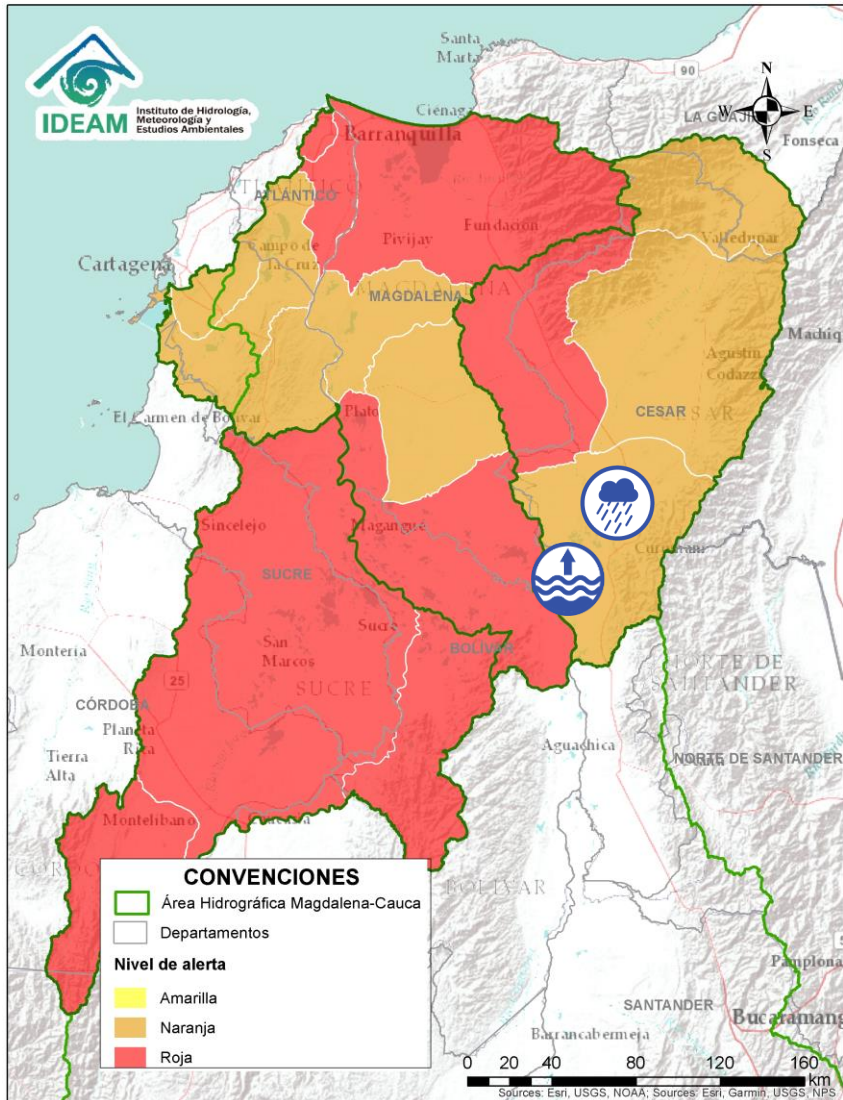 IDEAM
Instituto de Hidrología,
Meteorología y
Estudios Ambientales
Santa
Marta
90
N
W
E
S
LA GUAJIRA
Fonseca
Ciénaga
Barranquilla
ATLÁNTICO
Fundación
Pivijay
Campo de
la Cruz
Valledupar
Cartagena
MAGDALENA
Agustín
Codazzi
El Carmen de Bolívar
Plato
CESAR
CESAR
Sincelejo
Magangué
Curumaní
SUCRE
Sucre
San
Marcos
SUCRE
BOLÍVAR
Montería
25
NORTE DE
SANTANDER
CÓRDOBA
Planeta
Rica
Tierra
Alta
Aguachica
NORTE DE SANTANDER
Montelibano
Caucasia
BOLÍVAR
CONVENCIONES
Área Hidrográfica Magdalena-Cauca
Departamentos
Nivel de alerta
Amarilla
Naranja
Roja
Pamplona
SANTANDER
Barrancabermeja
0 20 40 80 120 160
km
Sources: Esri, USGS, NOAA; Sources: Esri, Garmin, USGS, NPS